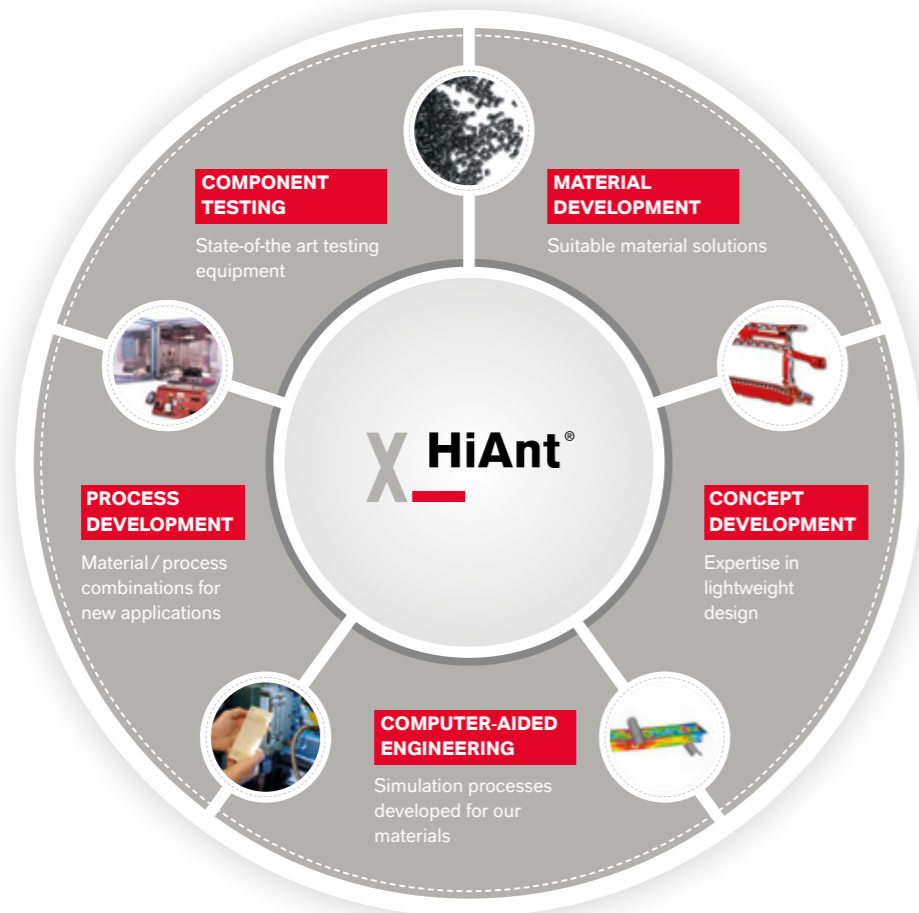 COMPONENT
TESTING
State-of-the art testing
equipment
MATERIAL
DEVELOPMENT
Suitable material solutions
X HiAnt®
PROCESS
DEVELOPMENT
Material / process
combinations for
new applications
CONCEPT
DEVELOPMENT
Expertise in
lightweight
design
COMPUTER-AIDED
ENGINEERING
Simulation processes
developed for our
materials